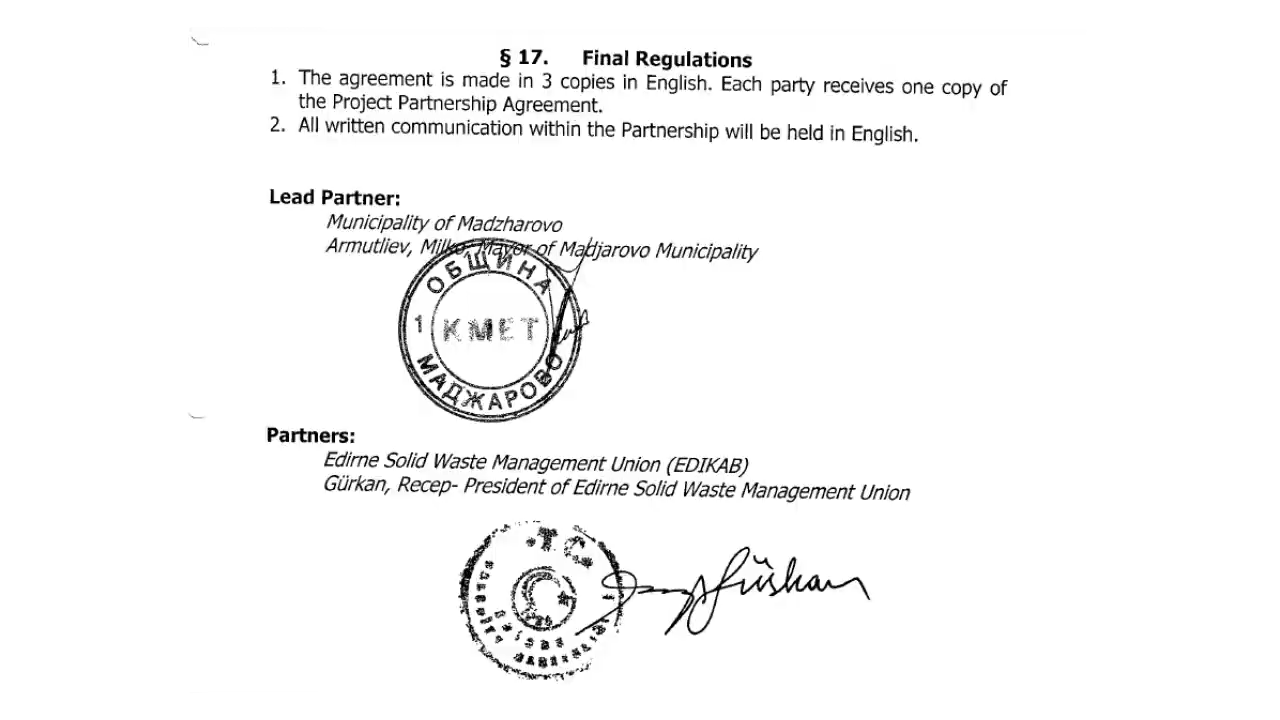 § 17. Final Regulations
1. The agreement is made in 3 copies in English. Each party receives one copy of
the Project Partnership Agreement.
2. All written communication within the Partnership will be held in English.
Lead Partner:
Municipality of Madzharovo
Armutliev, Milko- Mayor of Madjarovo Municipality
ОБЩИНА
1 КМЕТ
МАДЖАРОВО
Partners:
Edirne Solid Waste Management Union (EDIKAB)
Gürkan, Recep- President of Edirne Solid Waste Management Union
T.C.
Gürkan